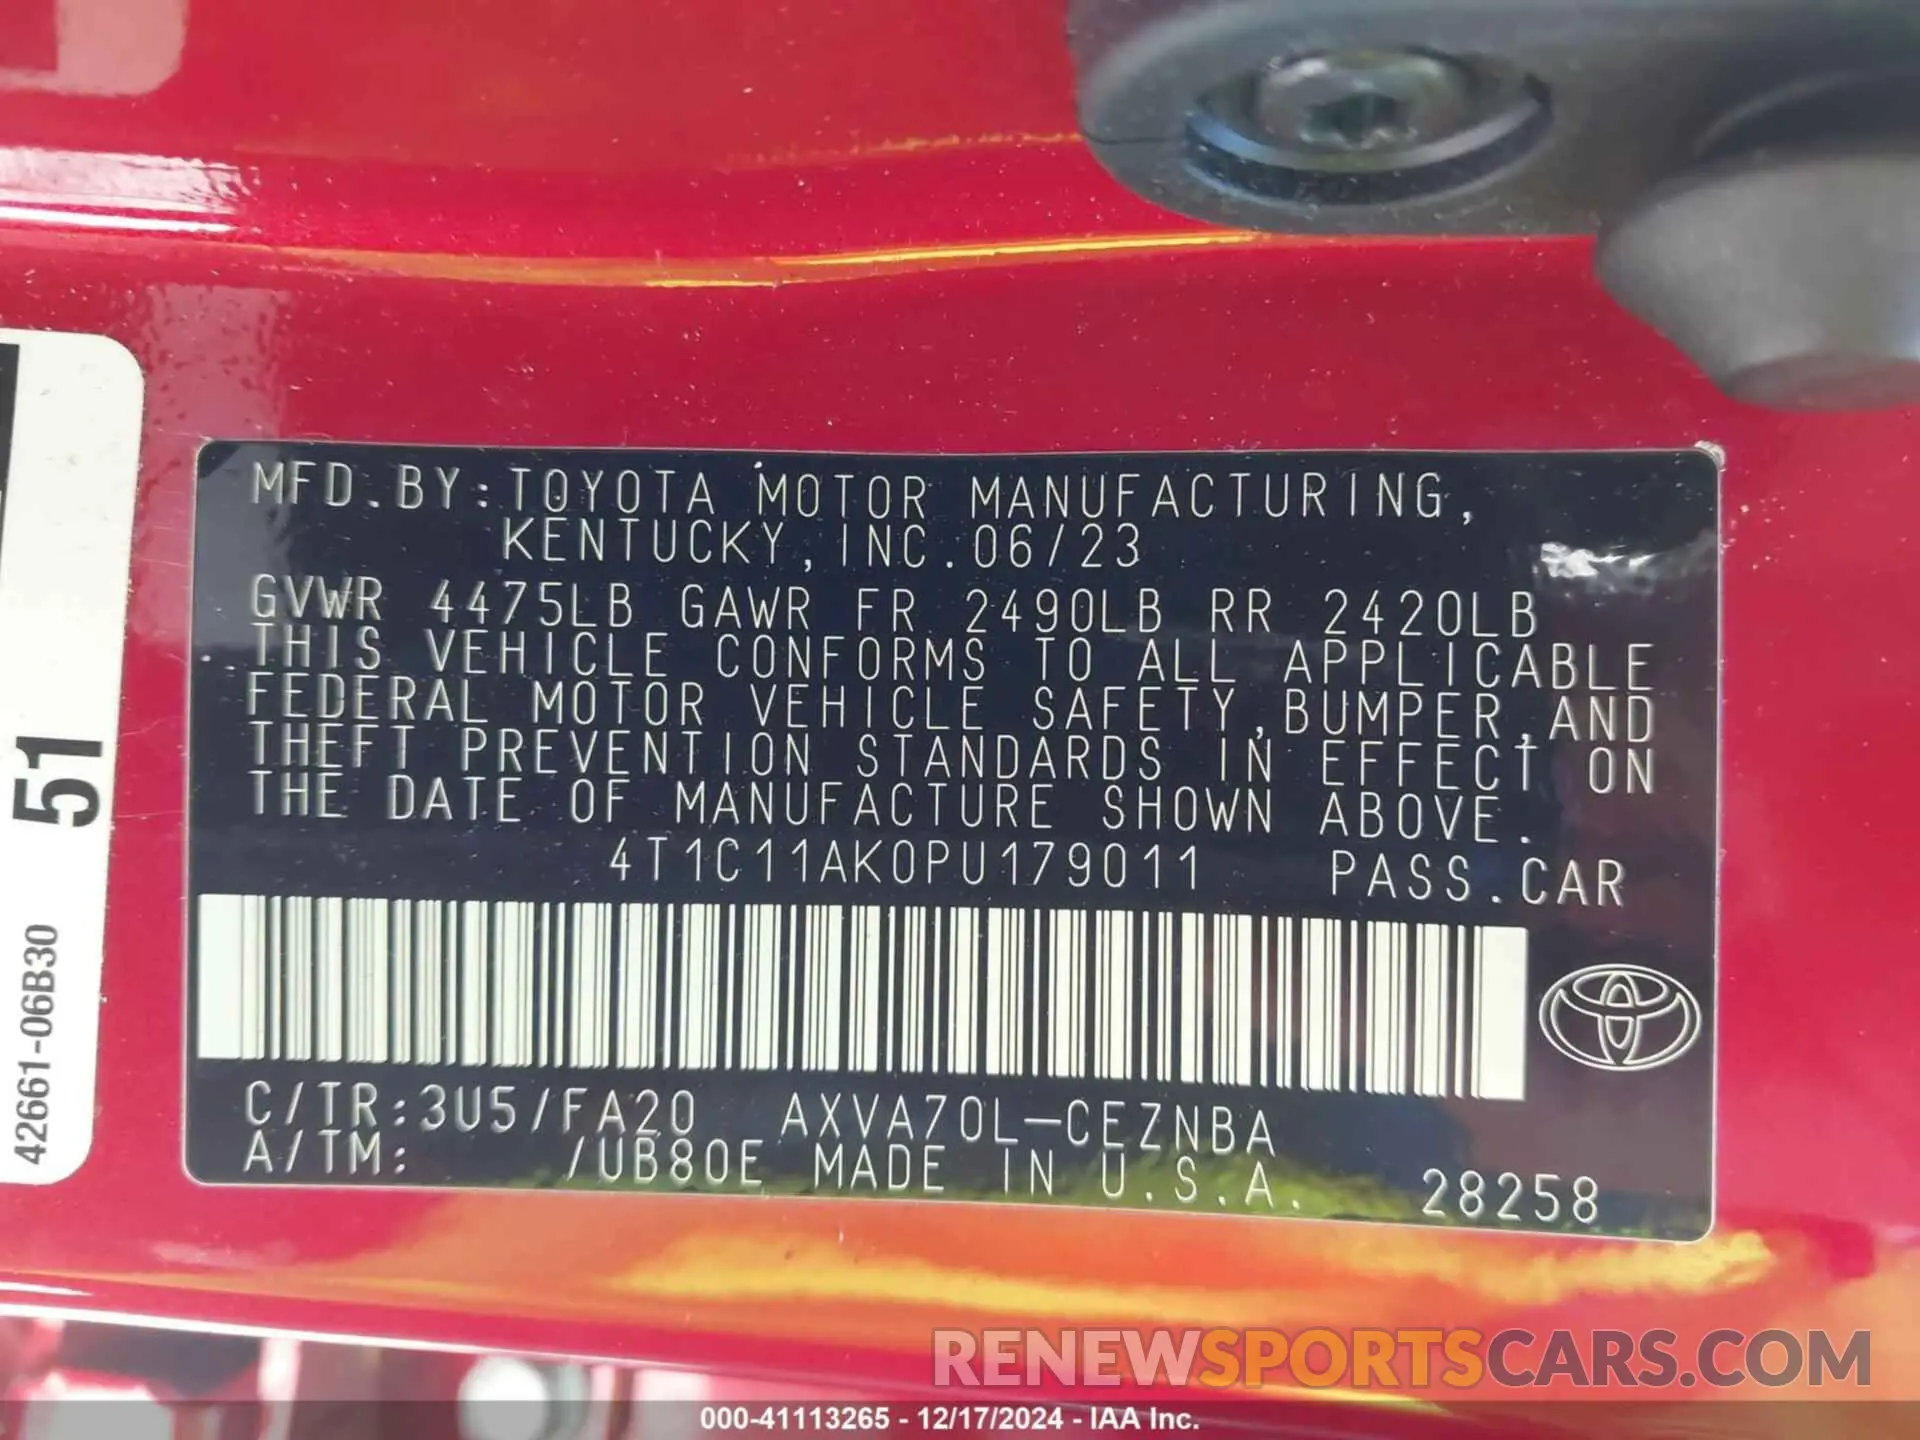 MFD.BY:TOYOTA MOTOR MANUFACTURING,
KENTUCKY,INC.06/23
GVWR 4475LB GAWR FR 2490LB RR 2420LB
THIS VEHICLE CONFORMS TO ALL APPLICABLE
FEDERAL MOTOR VEHICLE SAFETY,BUMPER,AND
THEFT PREVENTION STANDARDS IN EFFECT ON
THE DATE OF MANUFACTURE SHOWN ABOVE.
4T1C11AK0PU179011 PASS.CAR
C/TR:3U5/FA20 AXVA70L-CEZNBA
A/TM: /UB80E MADE IN U.S.A. 28258
51
42661-06B30
RENEWSPORTSCARS.COM
000-41113265 - 12/17/2024 - IAA Inc.